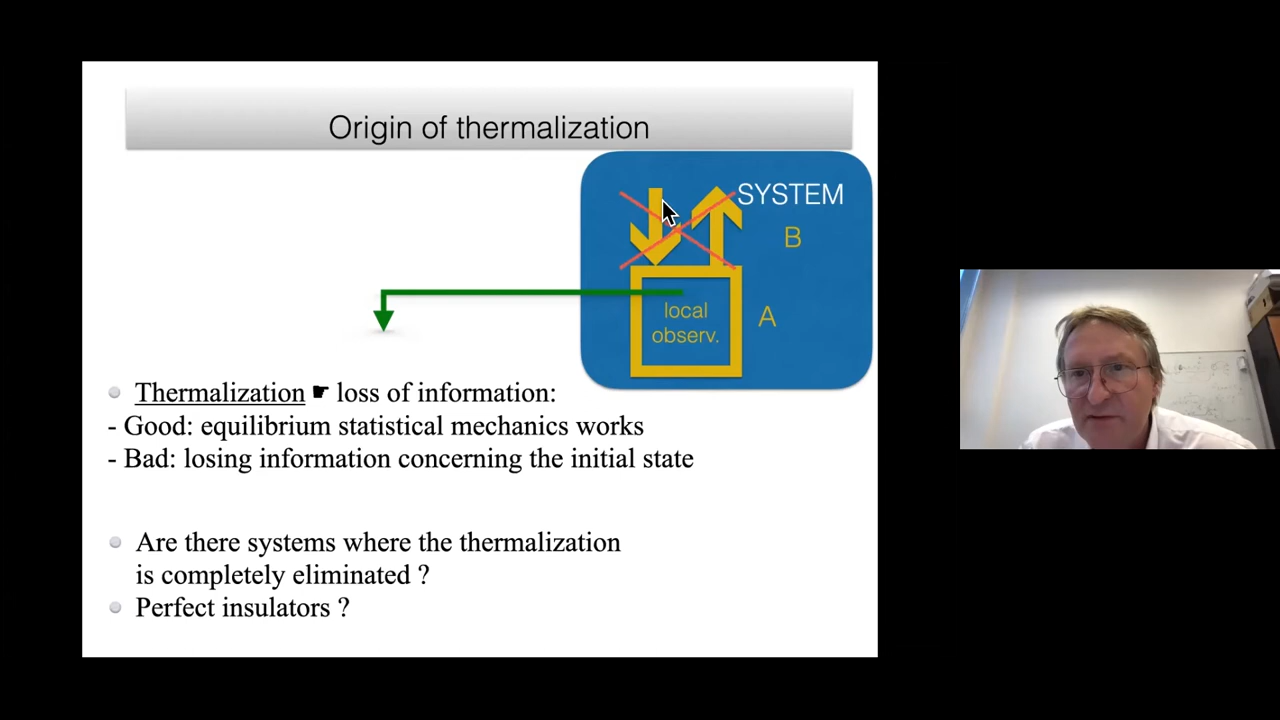 Origin of thermalization
SYSTEM
B
local
observ.
A
Thermalization ☛ loss of information:
- Good: equilibrium statistical mechanics works
- Bad: losing information concerning the initial state
Are there systems where the thermalization
is completely eliminated ?
Perfect insulators ?